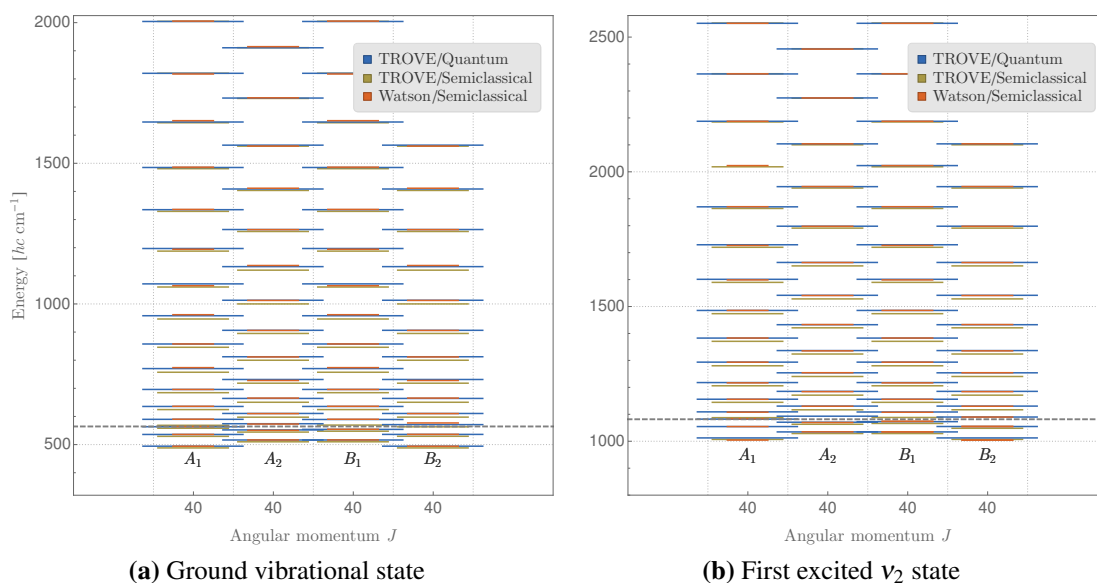 2000
1500
1000
500
Energy [hc cm⁻¹]
TROVE/Quantum
TROVE/Semiclassical
Watson/Semiclassical
A₁ A₂ B₁ B₂
40 40 40 40
Angular momentum J
(a) Ground vibrational state
2500
2000
1500
1000
TROVE/Quantum
TROVE/Semiclassical
Watson/Semiclassical
A₁ A₂ B₁ B₂
40 40 40 40
Angular momentum J
(b) First excited ν₂ state